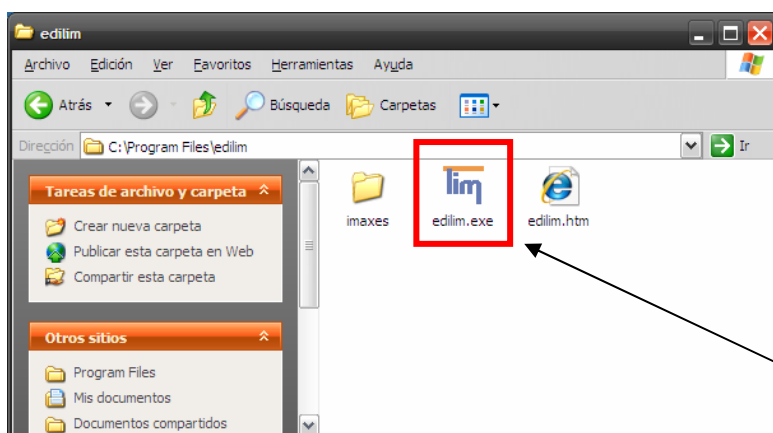 edilim
Archivo Edición Ver Favoritos Herramientas Ayuda
Atrás Búsqueda Carpetas
Dirección C:\Program Files\edilim Ir
Tareas de archivo y carpeta
Crear nueva carpeta
Publicar esta carpeta en Web
Compartir esta carpeta
Otros sitios
Program Files
Mis documentos
Documentos compartidos
lim
imaxes edilim.exe edilim.htm